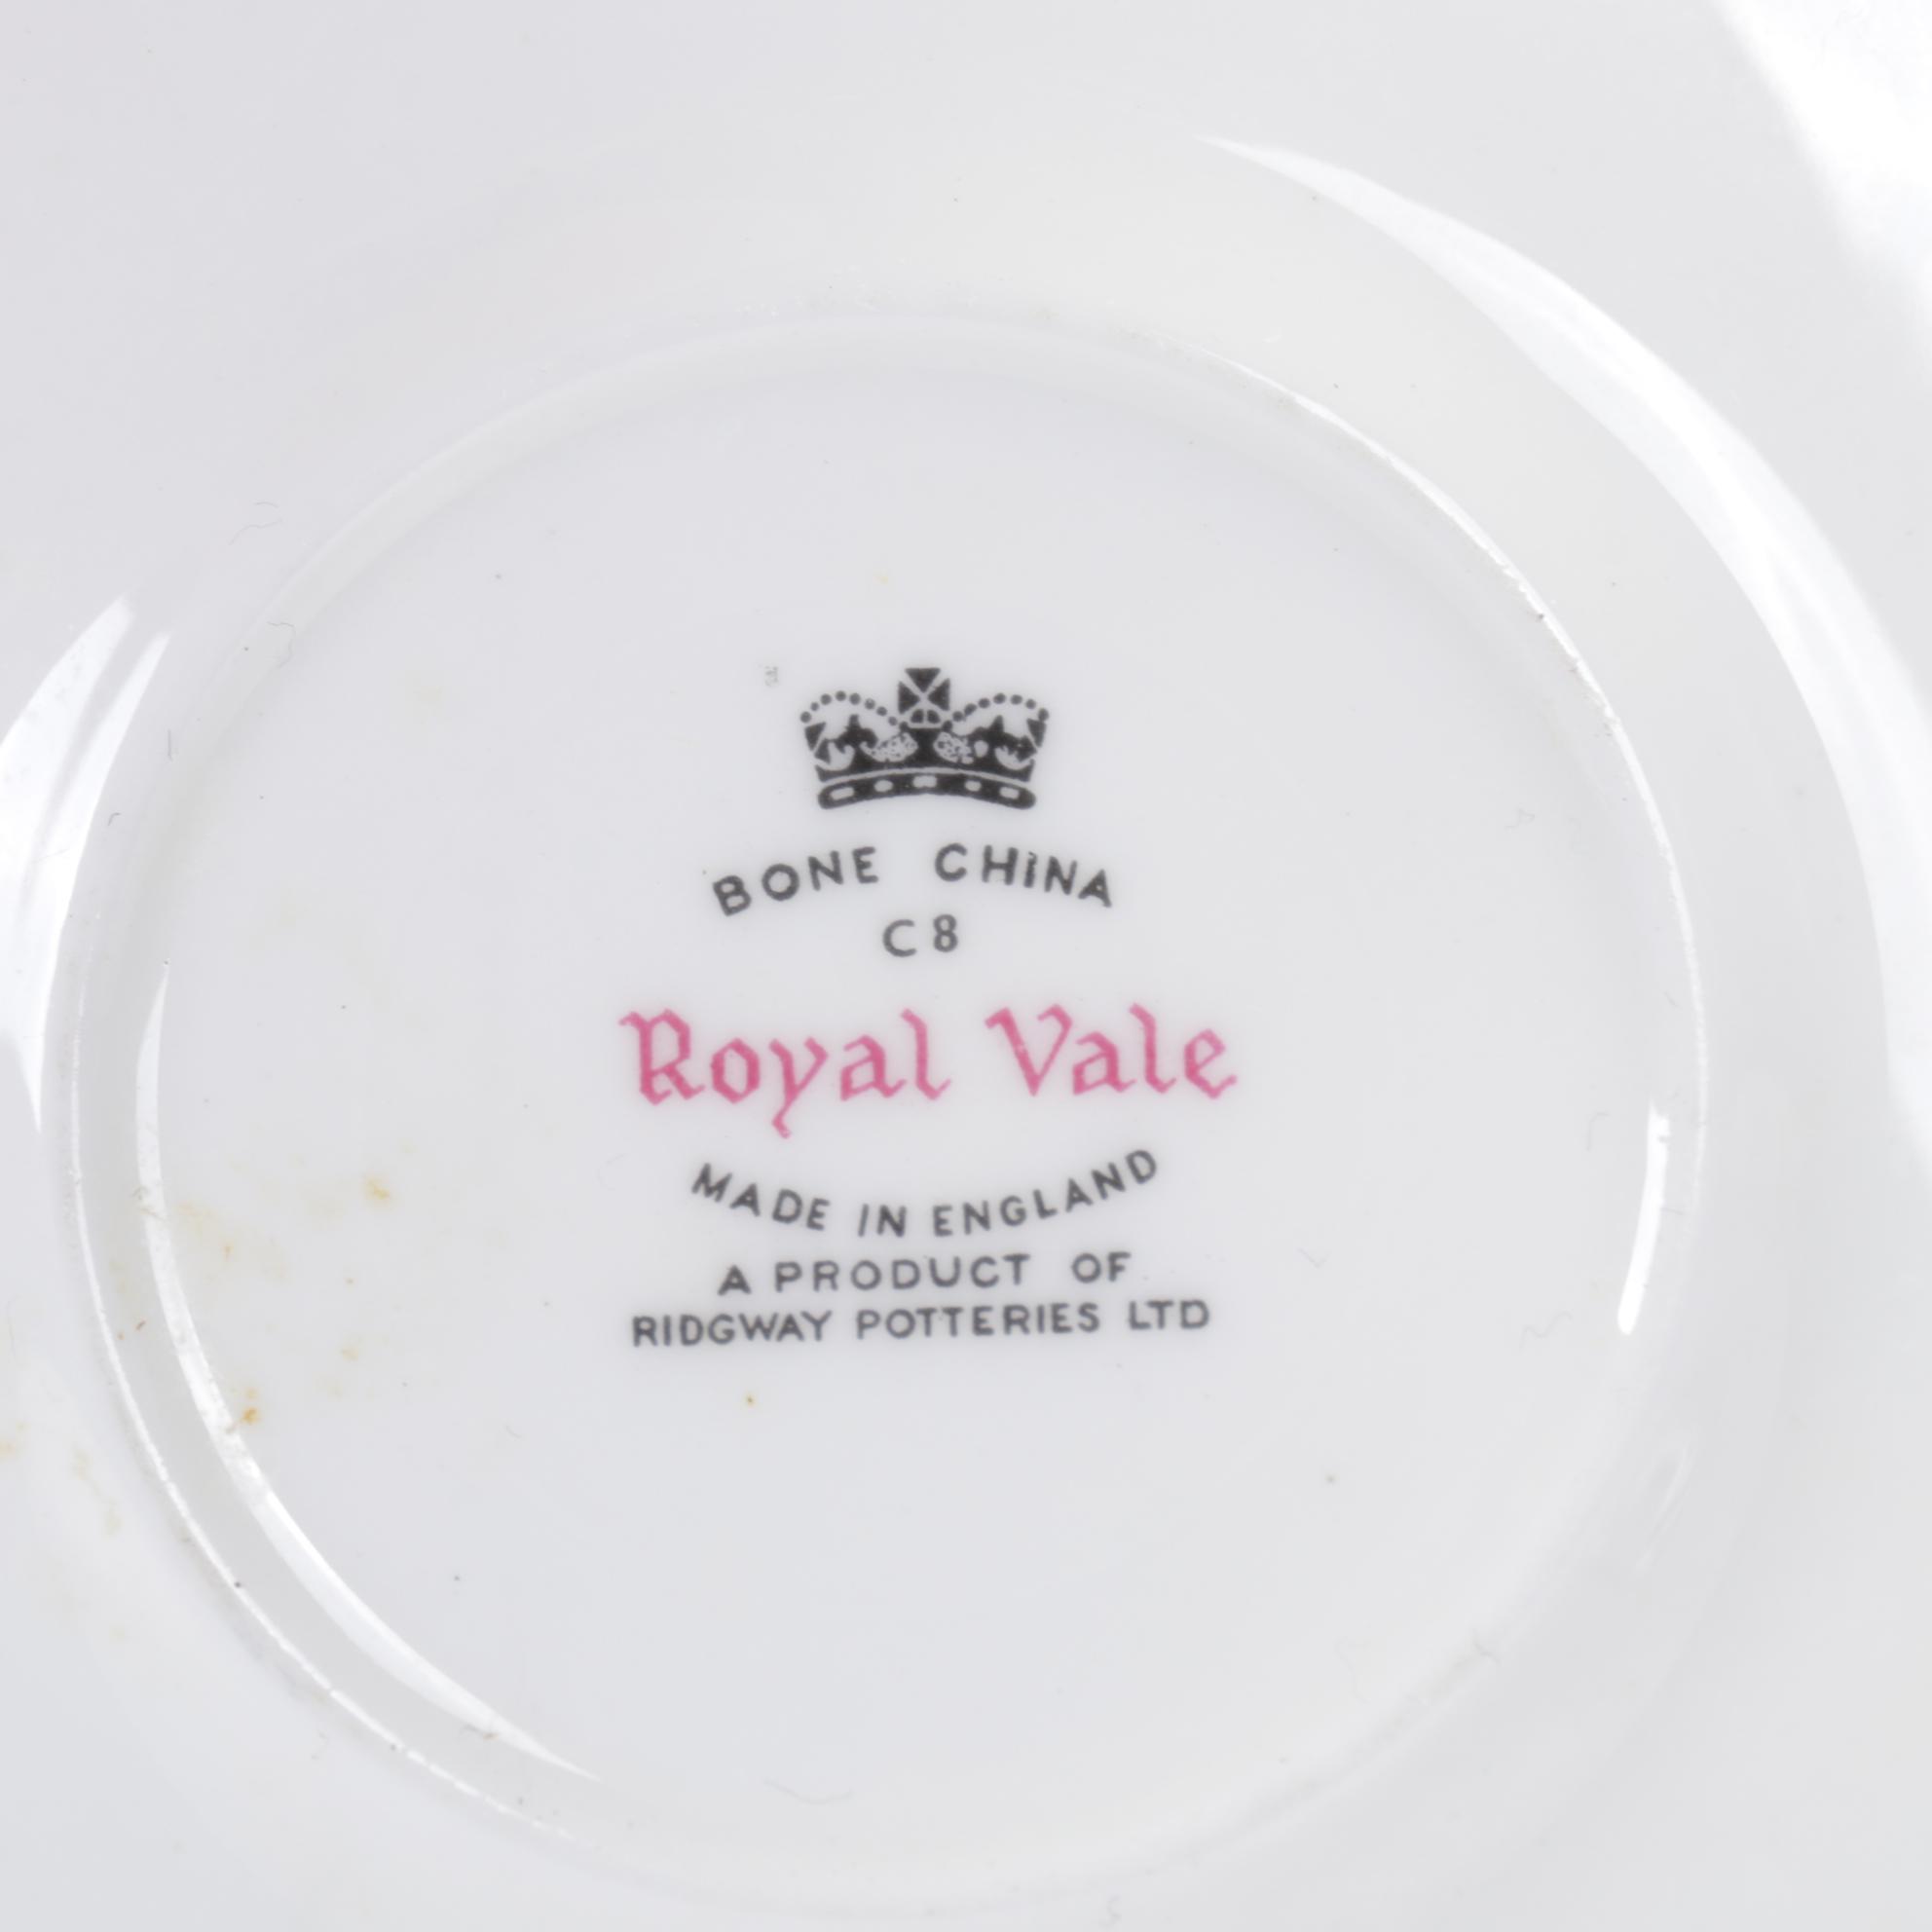 BONE CHINA
C8
Royal Vale
MADE IN ENGLAND
A PRODUCT OF
RIDGWAY POTTERIES LTD